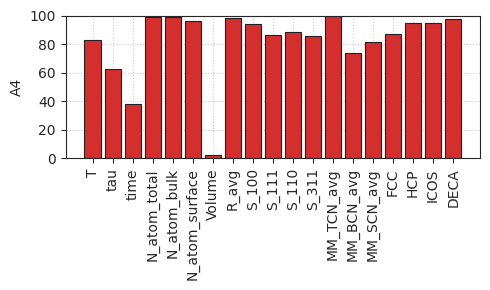 100
80
60
40
20
0
A4
T
tau
time
N_atom_total
N_atom_bulk
N_atom_surface
Volume
R_avg
S_100
S_111
S_110
S_311
MM_TCN_avg
MM_BCN_avg
MM_SCN_avg
FCC
HCP
ICOS
DECA